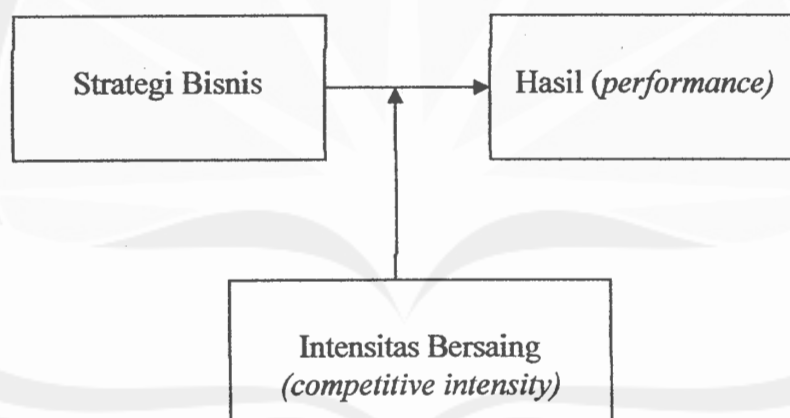 Strategi Bisnis
Hasil (performance)
Intensitas Bersaing
(competitive intensity)